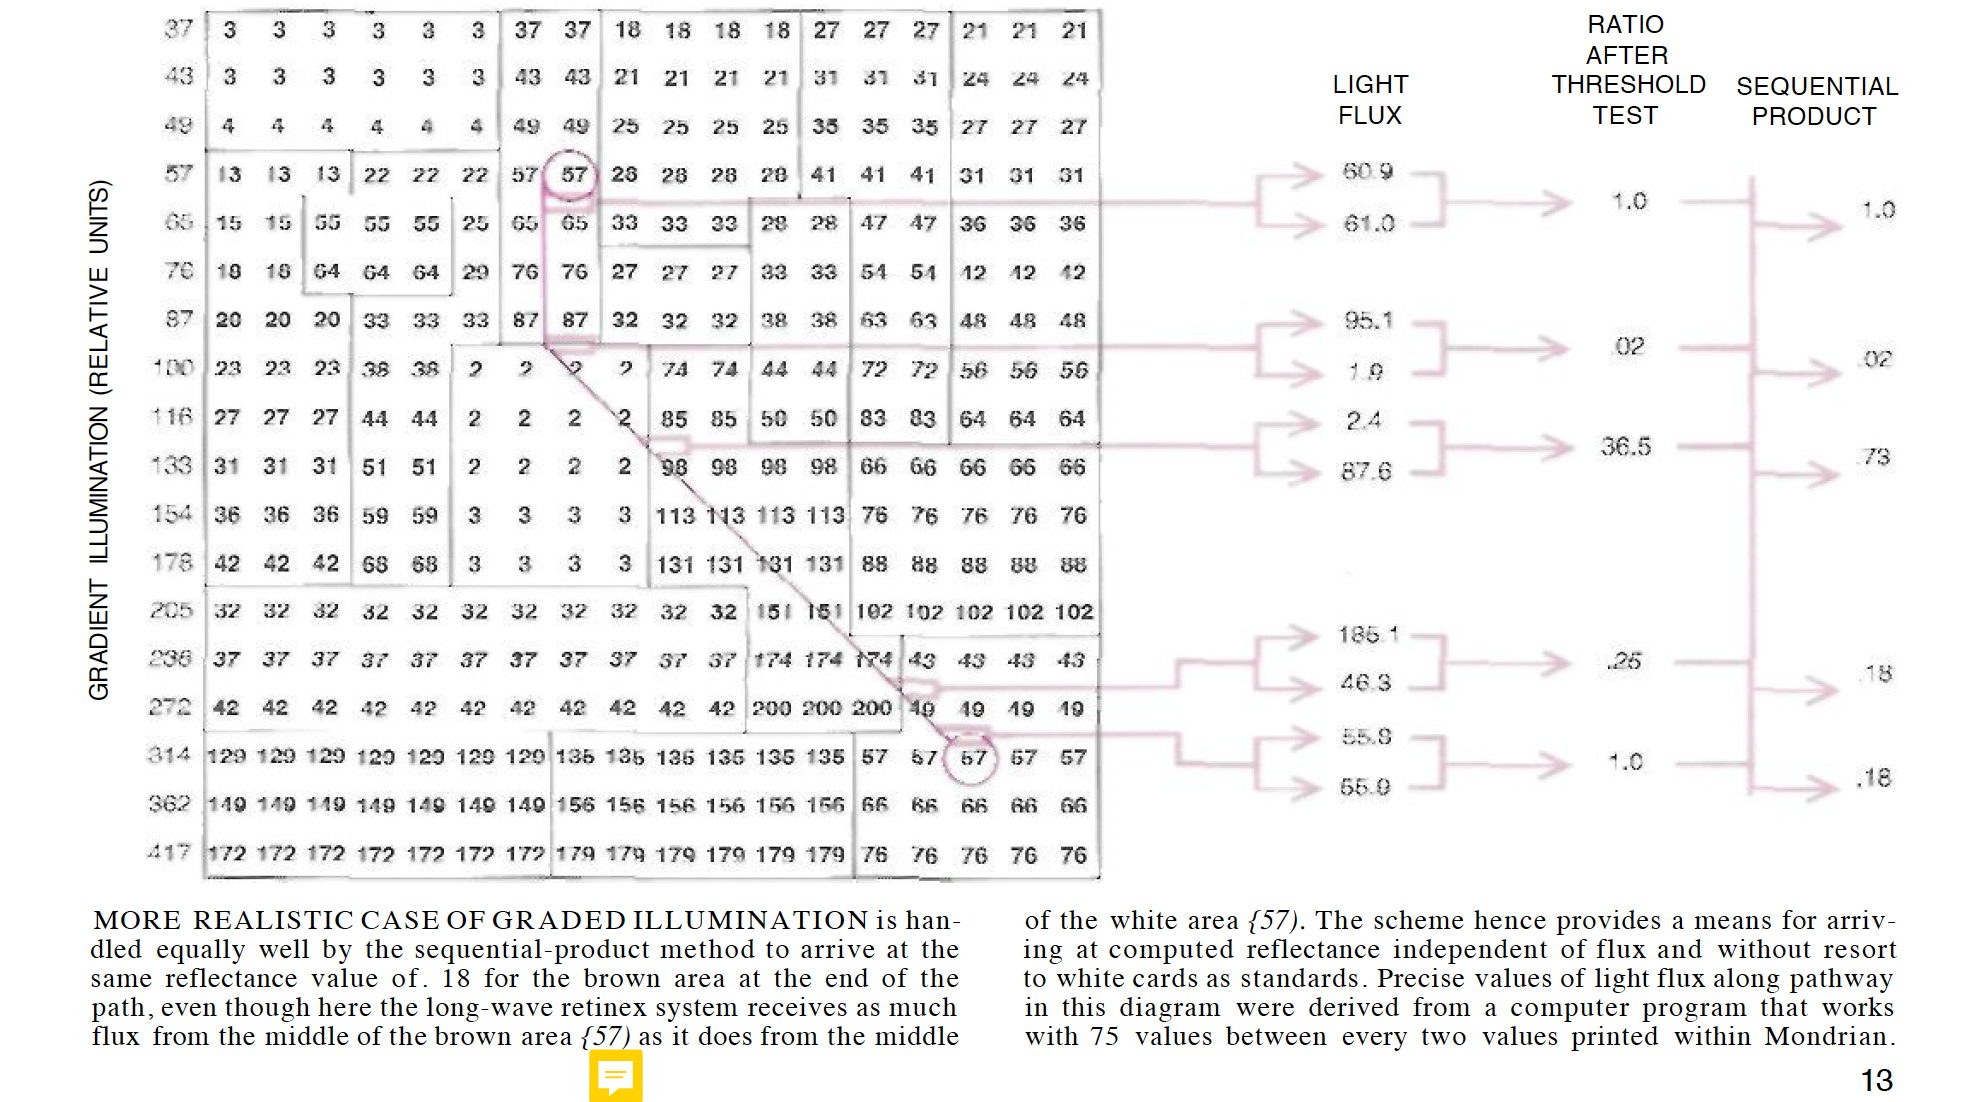 RATIO
AFTER
LIGHT THRESHOLD SEQUENTIAL
FLUX TEST PRODUCT
GRADIENT ILLUMINATION (RELATIVE UNITS)
37 3 3 3 3 3 3 37 37 18 18 18 18 27 27 27 21 21 21
43 3 3 3 3 3 3 43 43 21 21 21 21 31 31 31 24 24 24
49 4 4 4 4 4 4 49 49 25 25 25 25 35 35 35 27 27 27
57 13 13 13 22 22 22 57 57 28 28 28 28 41 41 41 31 31 31
65 15 15 55 55 55 25 65 65 33 33 33 28 28 47 47 36 36 36
76 18 18 64 64 64 29 76 76 27 27 27 33 33 54 54 42 42 42
87 20 20 20 33 33 33 87 87 32 32 32 38 38 63 63 48 48 48
100 23 23 23 38 38 2 2 2 2 74 74 44 44 72 72 56 56 56
116 27 27 27 44 44 2 2 2 2 85 85 50 50 83 83 64 64 64
133 31 31 31 51 51 2 2 2 2 98 98 98 98 66 66 66 66 66
154 36 36 36 59 59 3 3 3 3 113 113 113 113 76 76 76 76 76
178 42 42 42 68 68 3 3 3 3 131 131 131 131 88 88 88 88 88
205 32 32 32 32 32 32 32 32 32 32 32 151 151 102 102 102 102 102
236 37 37 37 37 37 37 37 37 37 37 37 174 174 174 43 43 43 43
272 42 42 42 42 42 42 42 42 42 42 42 200 200 200 49 49 49 49
314 129 129 129 129 129 129 129 135 135 135 135 135 135 57 57 57 57 57
362 149 149 149 149 149 149 149 156 156 156 156 156 156 66 66 66 66 66
417 172 172 172 172 172 172 172 179 179 179 179 179 179 76 76 76 76 76
60.9
61.0
1.0
1.0
95.1
1.9
.02
.02
2.4
87.6
36.5
.73
185.1
46.3
.25
.18
55.8
55.9
1.0
.18
MORE REALISTIC CASE OF GRADED ILLUMINATION is han-
dled equally well by the sequential-product method to arrive at the
same reflectance value of. 18 for the brown area at the end of the
path, even though here the long-wave retinex system receives as much
flux from the middle of the brown area {57) as it does from the middle
of the white area {57). The scheme hence provides a means for arriv-
ing at computed reflectance independent of flux and without resort
to white cards as standards. Precise values of light flux along pathway
in this diagram were derived from a computer program that works
with 75 values between every two values printed within Mondrian.
13